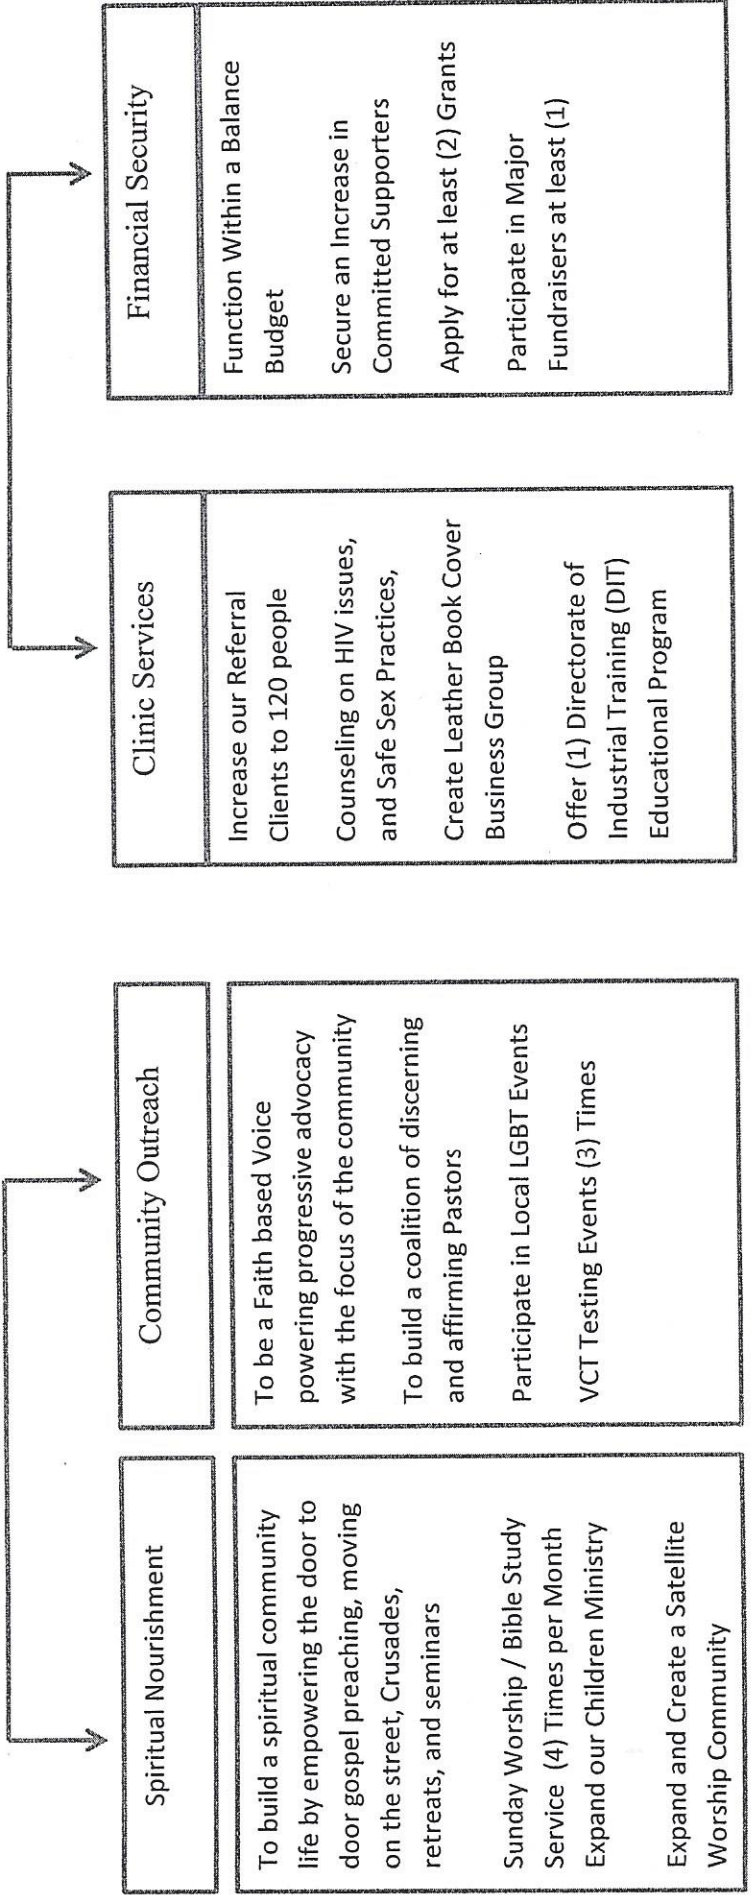 Spiritual Nourishment
To build a spiritual community
life by empowering the door to
door gospel preaching, moving
on the street, Crusades,
retreats, and seminars
Sunday Worship / Bible Study
Service (4) Times per Month
Expand our Children Ministry
Expand and Create a Satellite
Worship Community
Community Outreach
To be a Faith based Voice
powering progressive advocacy
with the focus of the community
To build a coalition of discerning
and affirming Pastors
Participate in Local LGBT Events
VCT Testing Events (3) Times
Clinic Services
Increase our Referral
Clients to 120 people
Counseling on HIV issues,
and Safe Sex Practices,
Create Leather Book Cover
Business Group
Offer (1) Directorate of
Industrial Training (DIT)
Educational Program
Financial Security
Function Within a Balance
Budget
Secure an Increase in
Committed Supporters
Apply for at least (2) Grants
Participate in Major
Fundraisers at least (1)